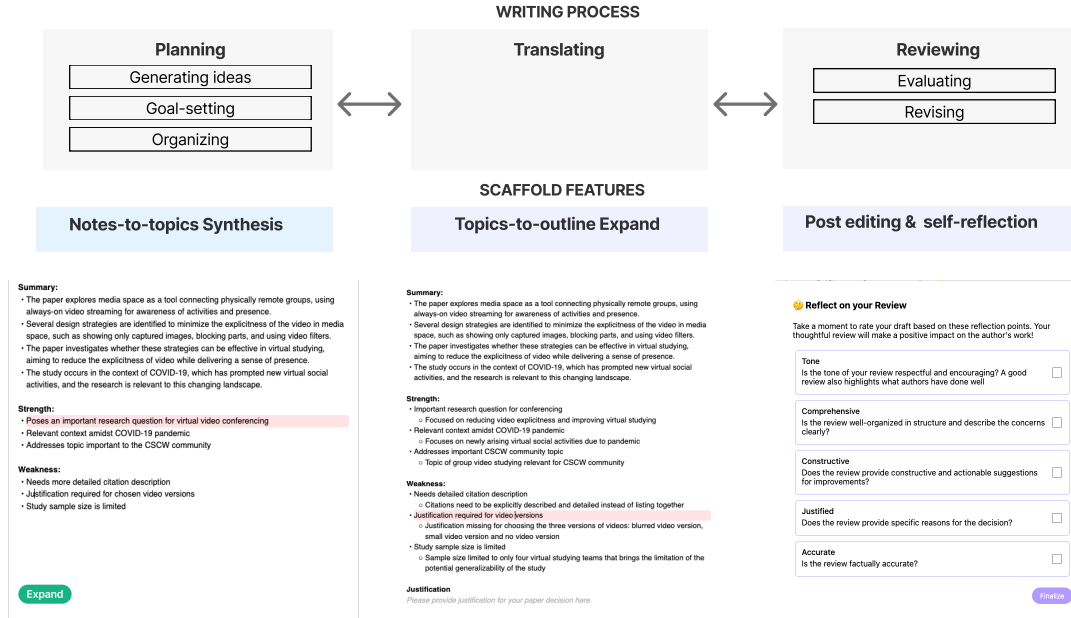 WRITING PROCESS
Planning
Generating ideas
Goal-setting
Organizing
Translating
Reviewing
Evaluating
Revising
SCAFFOLD FEATURES
Notes-to-topics Synthesis
Topics-to-outline Expand
Post editing & self-reflection
Summary:
• The paper explores media space as a tool connecting physically remote groups, using
always-on video streaming for awareness of activities and presence.
• Several design strategies are identified to minimize the explicitness of the video in media
space, such as showing only captured images, blocking parts, and using video filters.
• The paper investigates whether these strategies can be effective in virtual studying,
aiming to reduce the explicitness of video while delivering a sense of presence.
• The study occurs in the context of COVID-19, which has prompted new virtual social
activities, and the research is relevant to this changing landscape.
Strength:
• Poses an important research question for virtual video conferencing
• Relevant context amidst COVID-19 pandemic
• Addresses topic important to the CSCW community
Weakness:
• Needs more detailed citation description
• Justification required for chosen video versions
• Study sample size is limited
Expand
Summary:
• The paper explores media space as a tool connecting physically remote groups, using
always-on video streaming for awareness of activities and presence.
• Several design strategies are identified to minimize the explicitness of the video in media
space, such as showing only captured images, blocking parts, and using video filters.
• The paper investigates whether these strategies can be effective in virtual studying,
aiming to reduce the explicitness of video while delivering a sense of presence.
• The study occurs in the context of COVID-19, which has prompted new virtual social
activities, and the research is relevant to this changing landscape.
Strength:
• Important research question for conferencing
○ Focused on reducing video explicitness and improving virtual studying
• Relevant context amidst COVID-19 pandemic
○ Focuses on newly arising virtual social activities due to pandemic
• Addresses important CSCW community topic
○ Topic of group video studying relevant for CSCW community
Weakness:
• Needs detailed citation description
○ Citations need to be explicitly described and detailed instead of listing together
• Justification required for video versions
○ Justification missing for choosing the three versions of videos: blurred video version,
small video version and no video version
• Study sample size is limited
○ Sample size limited to only four virtual studying teams that brings the limitation of the
potential generalizability of the study
Justification
Please provide justification for your paper decision here.
🤔 Reflect on your Review
Take a moment to rate your draft based on these reflection points. Your
thoughtful review will make a positive impact on the author's work!
Tone
Is the tone of your review respectful and encouraging? A good
review also highlights what authors have done well
Comprehensive
Is the review well-organized in structure and describe the concerns
clearly?
Constructive
Does the review provide constructive and actionable suggestions
for improvements?
Justified
Does the review provide specific reasons for the decision?
Accurate
Is the review factually accurate?
Finalize